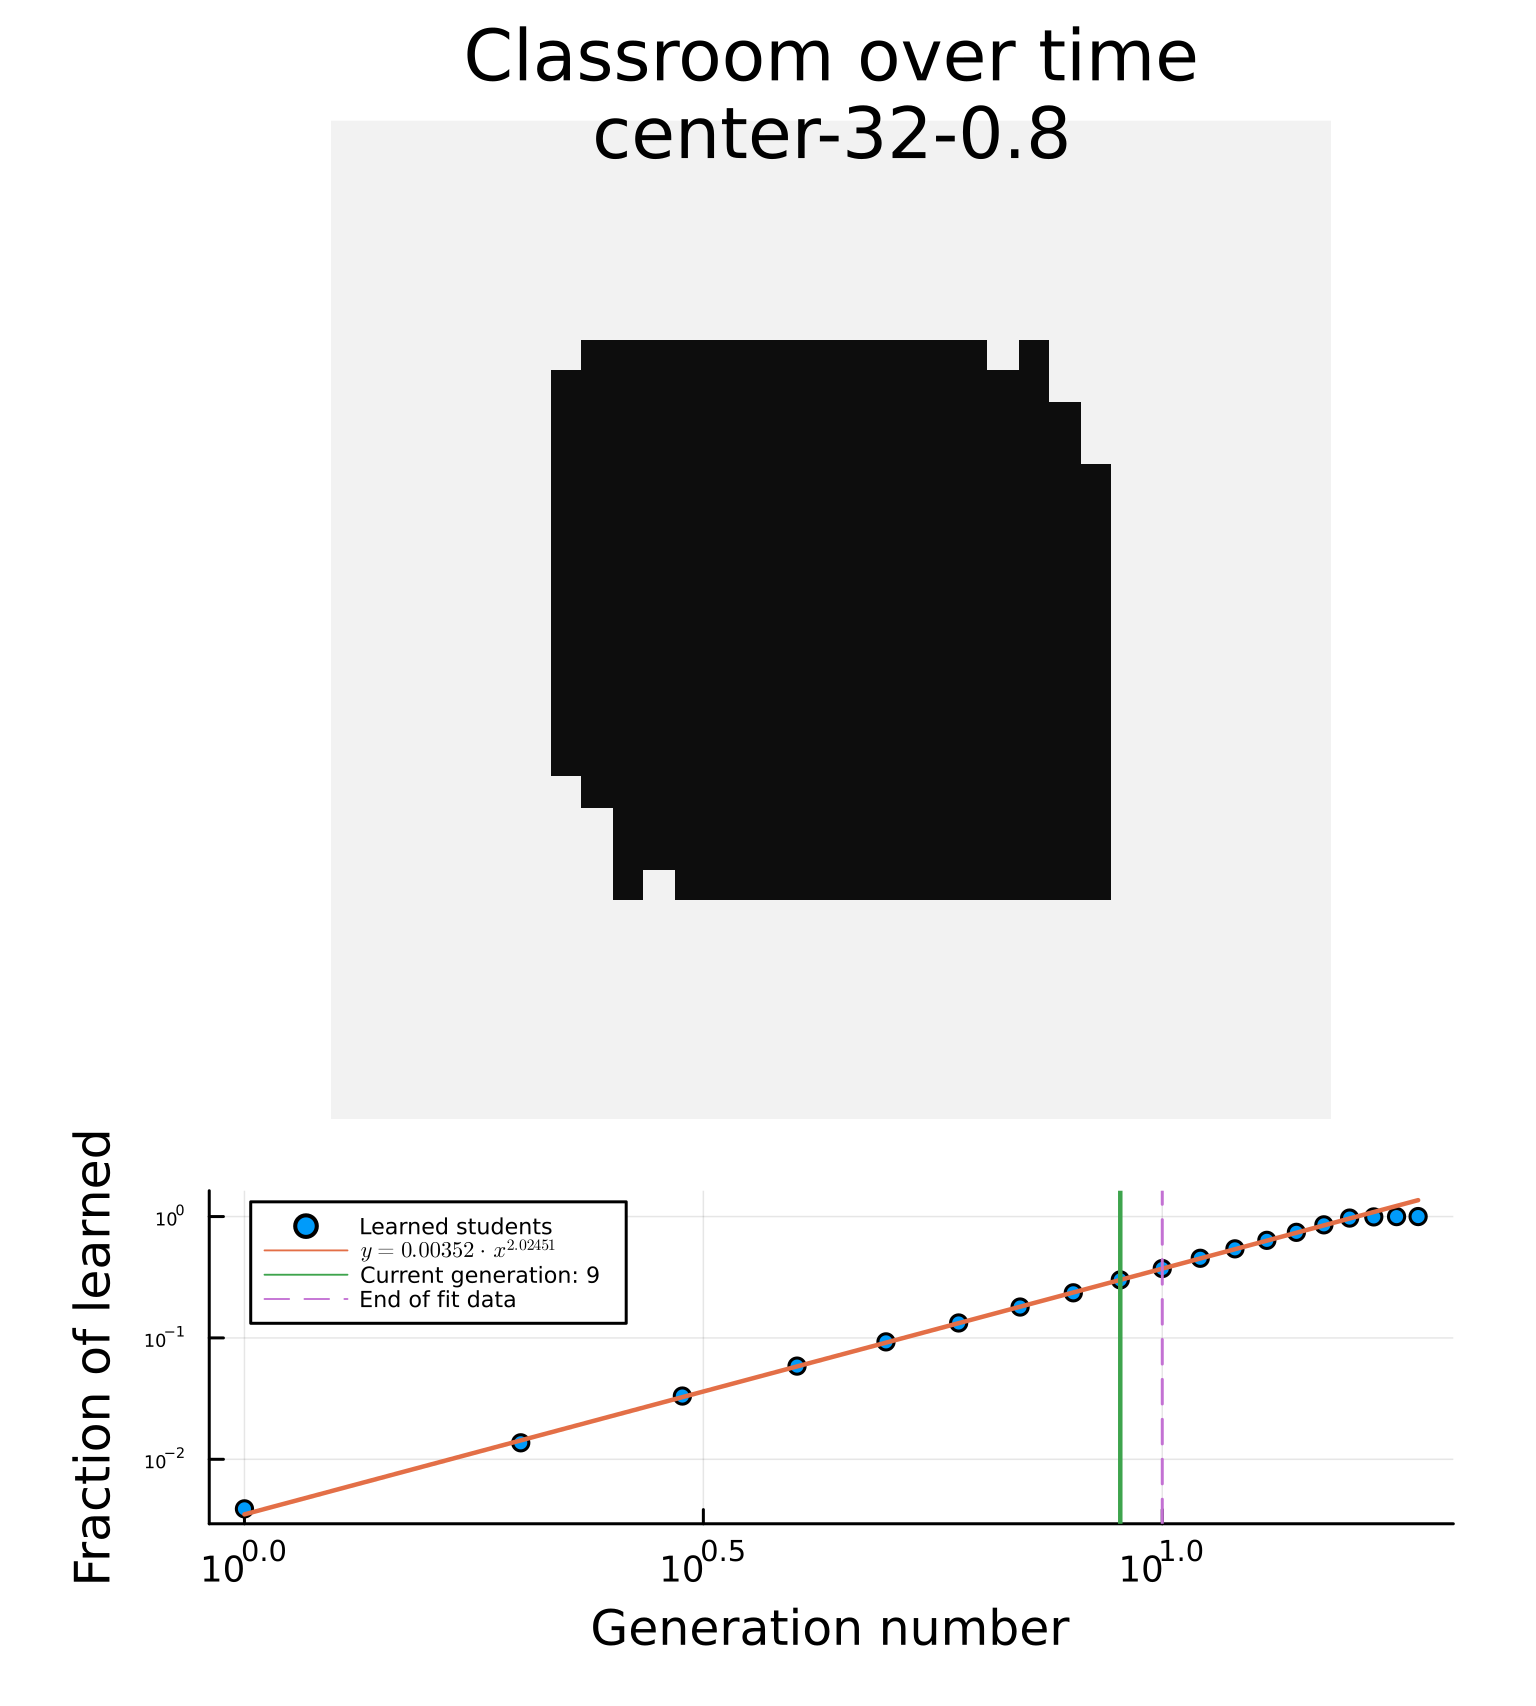 Classroom over time
center-32-0.8
Fraction of learned
10⁰
10⁻¹
10⁻²
Learned students
y = 0.00352 · x^2.02451
Current generation: 9
End of fit data
10^0.0
10^0.5
10^1.0
Generation number